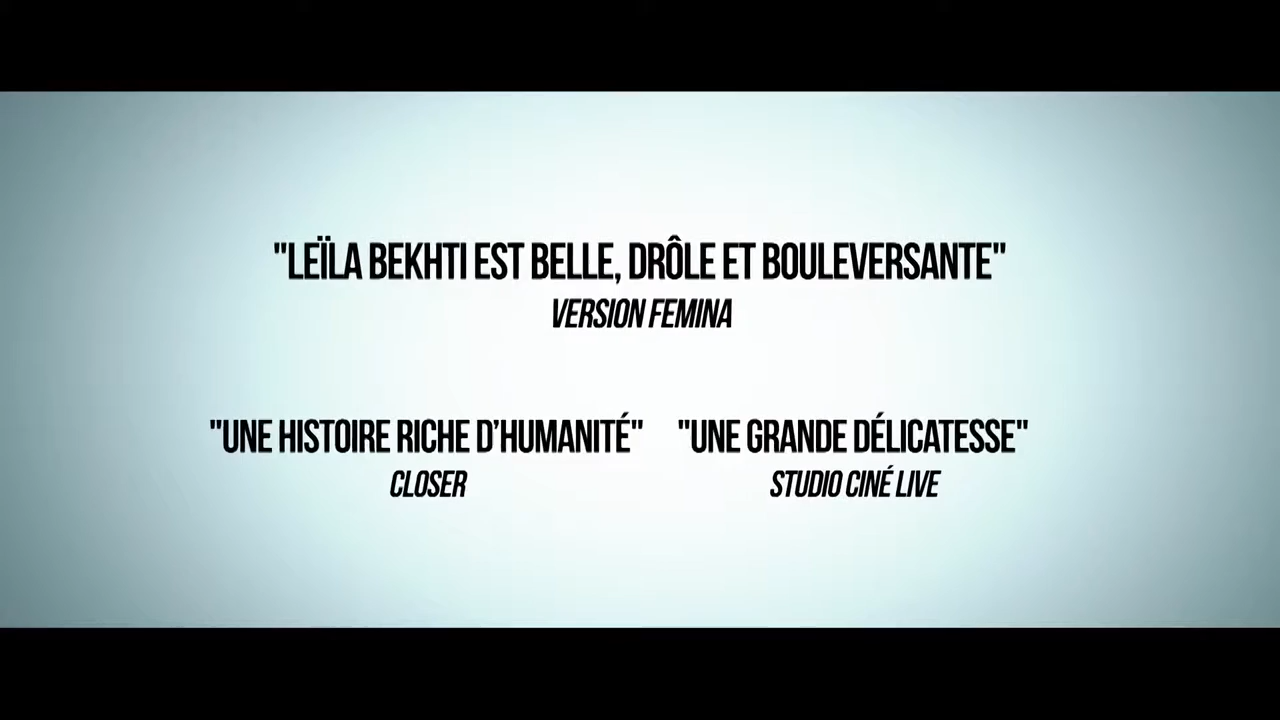 "LEÏLA BEKHTI EST BELLE, DRÔLE ET BOULEVERSANTE"
VERSION FEMINA
"UNE HISTOIRE RICHE D’HUMANITÉ"
CLOSER
"UNE GRANDE DÉLICATESSE"
STUDIO CINÉ LIVE